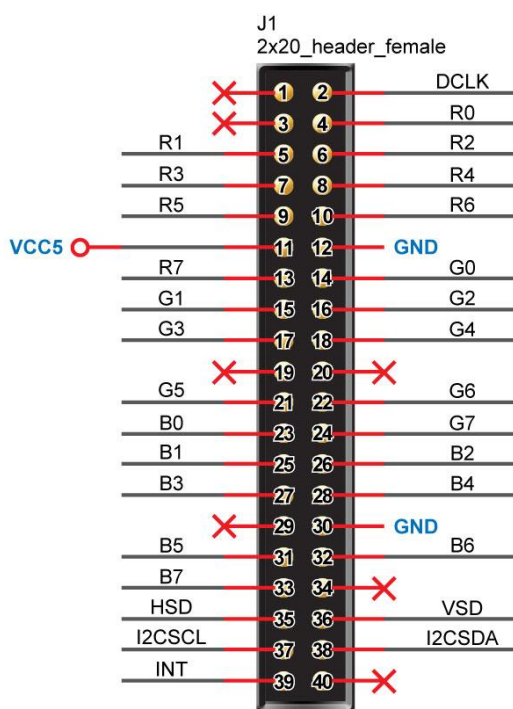 J1
2x20_header_female
1 2 DCLK
3 4 R0
R1 5 6 R2
R3 7 8 R4
R5 9 10 R6
VCC5 11 12 GND
R7 13 14 G0
G1 15 16 G2
G3 17 18 G4
19 20
G5 21 22 G6
B0 23 24 G7
B1 25 26 B2
B3 27 28 B4
29 30 GND
B5 31 32 B6
B7 33 34
HSD 35 36 VSD
I2CSCL 37 38 I2CSDA
INT 39 40